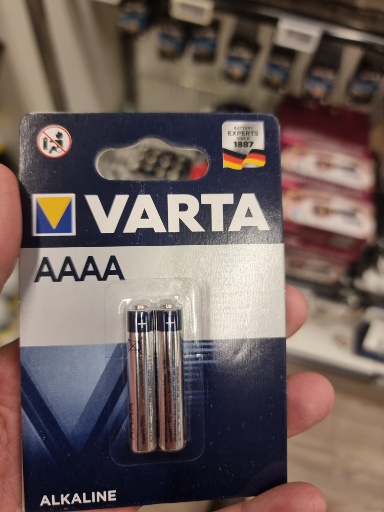 BATTERY
EXPERTS
SINCE
1887
VARTA
AAAA
ALKALINE